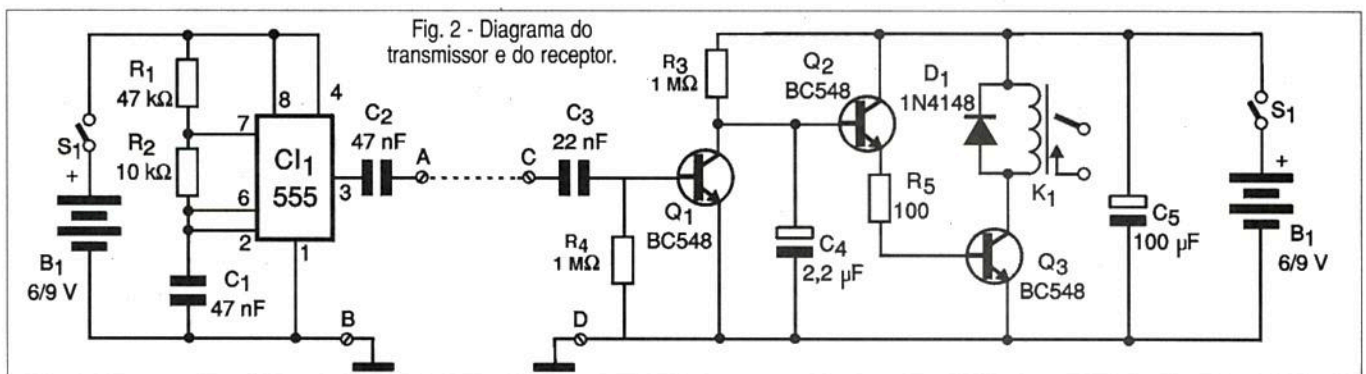 Fig. 2 - Diagrama do
transmissor e do receptor.
R1
47 kΩ
R2
10 kΩ
S1
+
B1
6/9 V
C1
47 nF
8
4
7
6
2
3
1
CI1
555
C2
47 nF
A
B
C
C3
22 nF
D
R3
1 MΩ
R4
1 MΩ
Q1
BC548
C4
2,2 µF
Q2
BC548
R5
100
D1
1N4148
K1
Q3
BC548
C5
100 µF
S1
+
B1
6/9 V